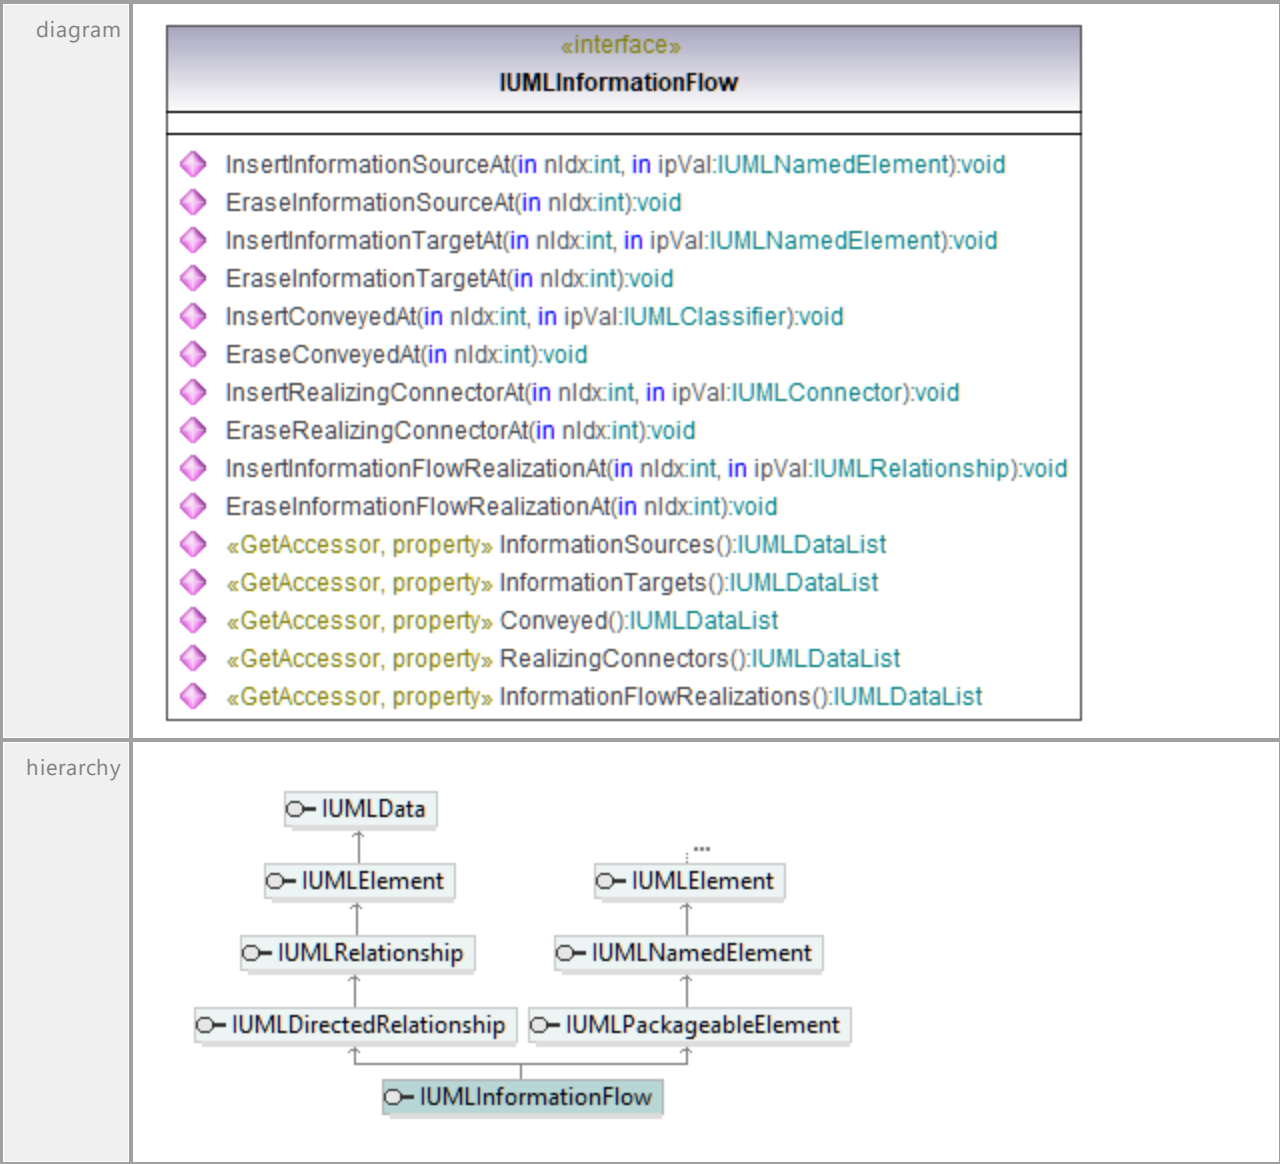 diagram
«interface»
IUMLInformationFlow
InsertInformationSourceAt(in nIdx:int, in ipVal:IUMLNamedElement):void
EraseInformationSourceAt(in nIdx:int):void
InsertInformationTargetAt(in nIdx:int, in ipVal:IUMLNamedElement):void
EraseInformationTargetAt(in nIdx:int):void
InsertConveyedAt(in nIdx:int, in ipVal:IUMLClassifier):void
EraseConveyedAt(in nIdx:int):void
InsertRealizingConnectorAt(in nIdx:int, in ipVal:IUMLConnector):void
EraseRealizingConnectorAt(in nIdx:int):void
InsertInformationFlowRealizationAt(in nIdx:int, in ipVal:IUMLRelationship):void
EraseInformationFlowRealizationAt(in nIdx:int):void
«GetAccessor, property» InformationSources():IUMLDataList
«GetAccessor, property» InformationTargets():IUMLDataList
«GetAccessor, property» Conveyed():IUMLDataList
«GetAccessor, property» RealizingConnectors():IUMLDataList
«GetAccessor, property» InformationFlowRealizations():IUMLDataList
hierarchy
IUMLData
...
IUMLElement
IUMLElement
IUMLRelationship
IUMLNamedElement
IUMLDirectedRelationship
IUMLPackageableElement
IUMLInformationFlow